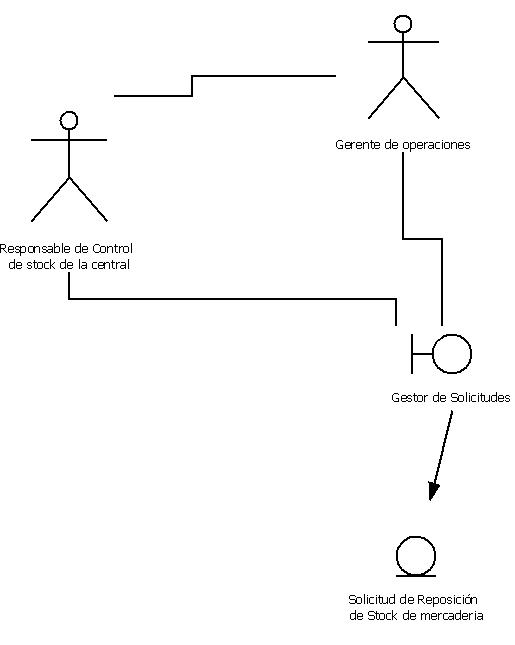 Gerente de operaciones
Responsable de Control
de stock de la central
Gestor de Solicitudes
Solicitud de Reposición
de Stock de mercaderia